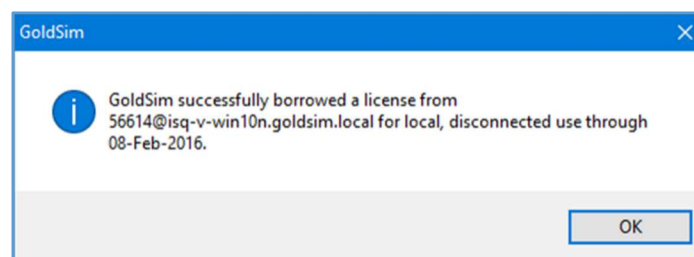 GoldSim
GoldSim successfully borrowed a license from
56614@isq-v-win10n.goldsim.local for local, disconnected use through
08-Feb-2016.
OK